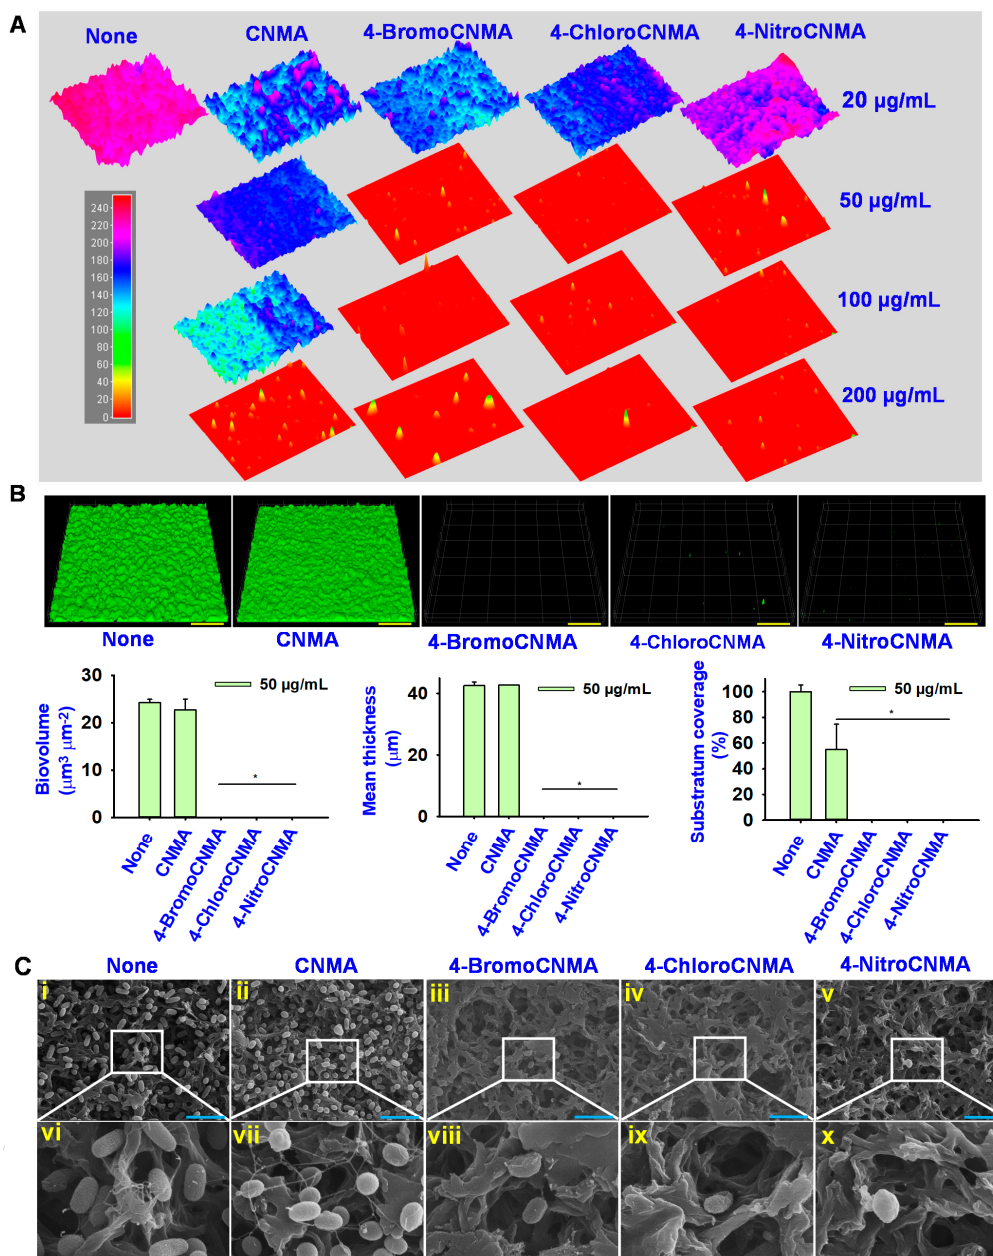 A
None
CNMA
4-BromoCNMA
4-ChloroCNMA
4-NitroCNMA
20 µg/mL
50 µg/mL
100 µg/mL
200 µg/mL
240
220
200
180
160
140
120
100
80
60
40
20
0
B
None
CNMA
4-BromoCNMA
4-ChloroCNMA
4-NitroCNMA
Biovolume
(µm³ µm-²)
30
20
10
0
50 µg/mL
*
None
CNMA
4-BromoCNMA
4-ChloroCNMA
4-NitroCNMA
Mean thickness
(µm)
40
20
0
50 µg/mL
*
None
CNMA
4-BromoCNMA
4-ChloroCNMA
4-NitroCNMA
Substratum coverage
(%)
100
80
60
40
20
0
50 µg/mL
*
None
CNMA
4-BromoCNMA
4-ChloroCNMA
4-NitroCNMA
C
None
CNMA
4-BromoCNMA
4-ChloroCNMA
4-NitroCNMA
i
ii
iii
iv
v
vi
vii
viii
ix
x